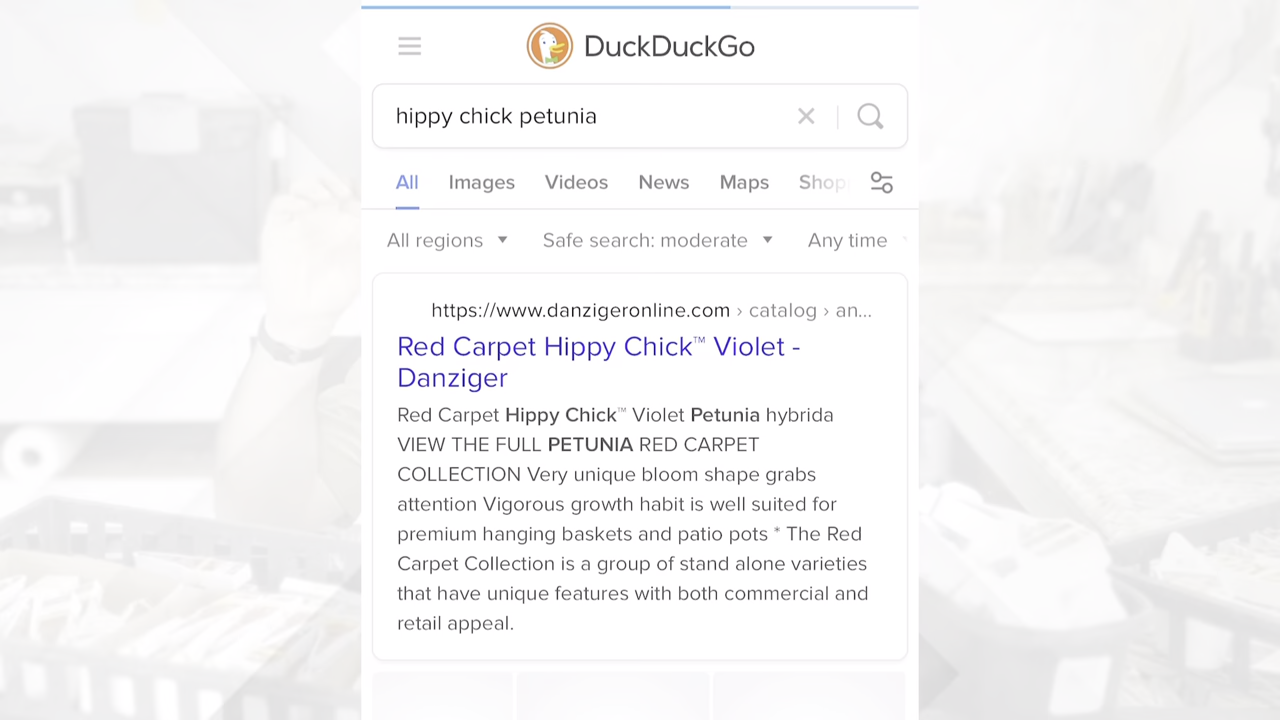 DuckDuckGo
hippy chick petunia
All Images Videos News Maps Shop
All regions Safe search: moderate Any time
https://www.danzigeronline.com › catalog › an...
Red Carpet Hippy Chick™ Violet -
Danziger
Red Carpet Hippy Chick™ Violet Petunia hybrida
VIEW THE FULL PETUNIA RED CARPET
COLLECTION Very unique bloom shape grabs
attention Vigorous growth habit is well suited for
premium hanging baskets and patio pots * The Red
Carpet Collection is a group of stand alone varieties
that have unique features with both commercial and
retail appeal.